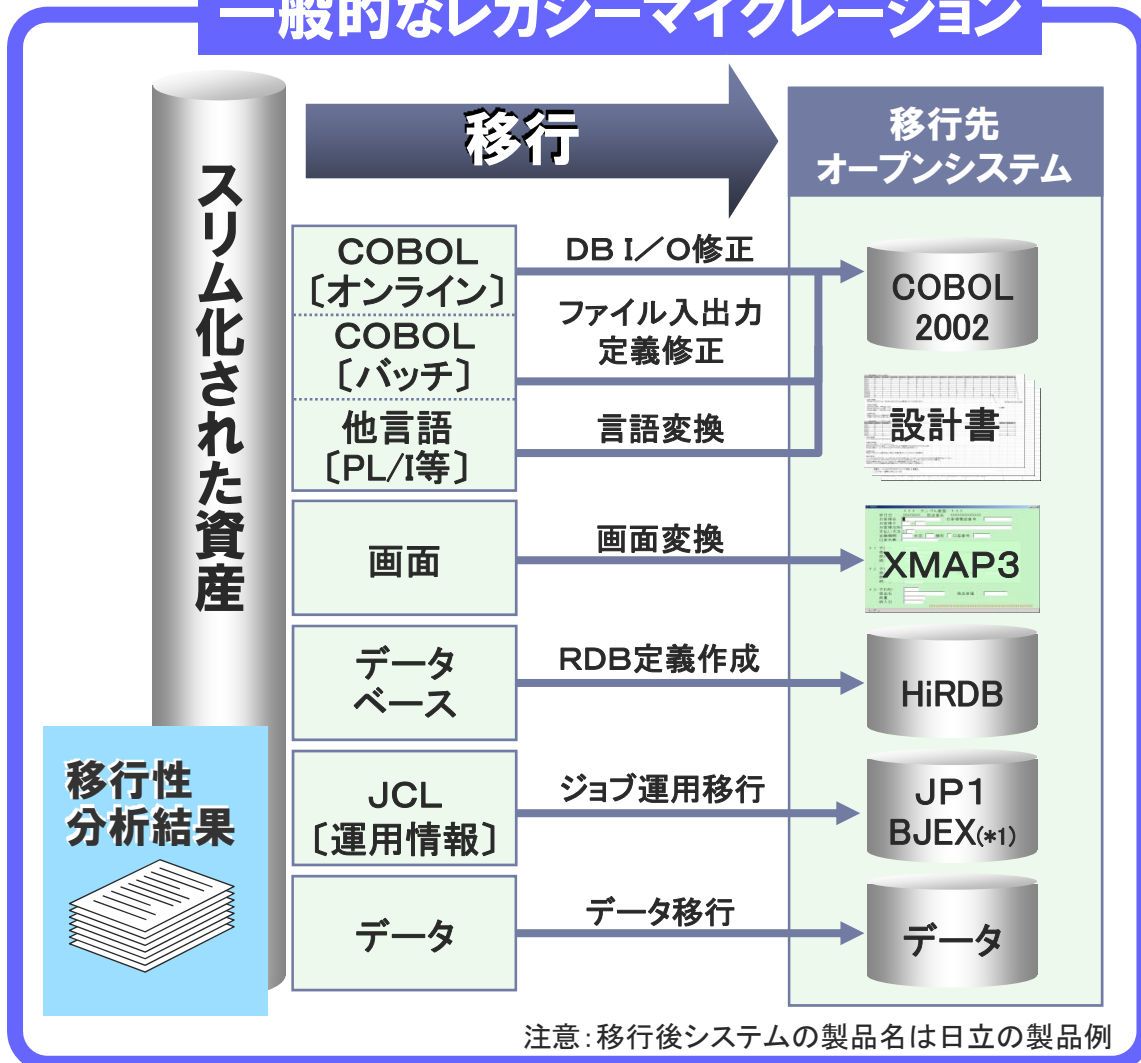 一般的なレガシーマイグレーション
移行
移行先
オープンシステム
スリム化された資産
COBOL
〔オンライン〕
DB I／O修正
COBOL
2002
COBOL
〔バッチ〕
ファイル入出力
定義修正
他言語
〔PL/I等〕
言語変換
設計書
画面
画面変換
XMAP3
データ
ベース
RDB定義作成
HiRDB
移行性
分析結果
JCL
〔運用情報〕
ジョブ運用移行
JP1
BJEX(*1)
データ
データ移行
データ
注意：移行後システムの製品名は日立の製品例